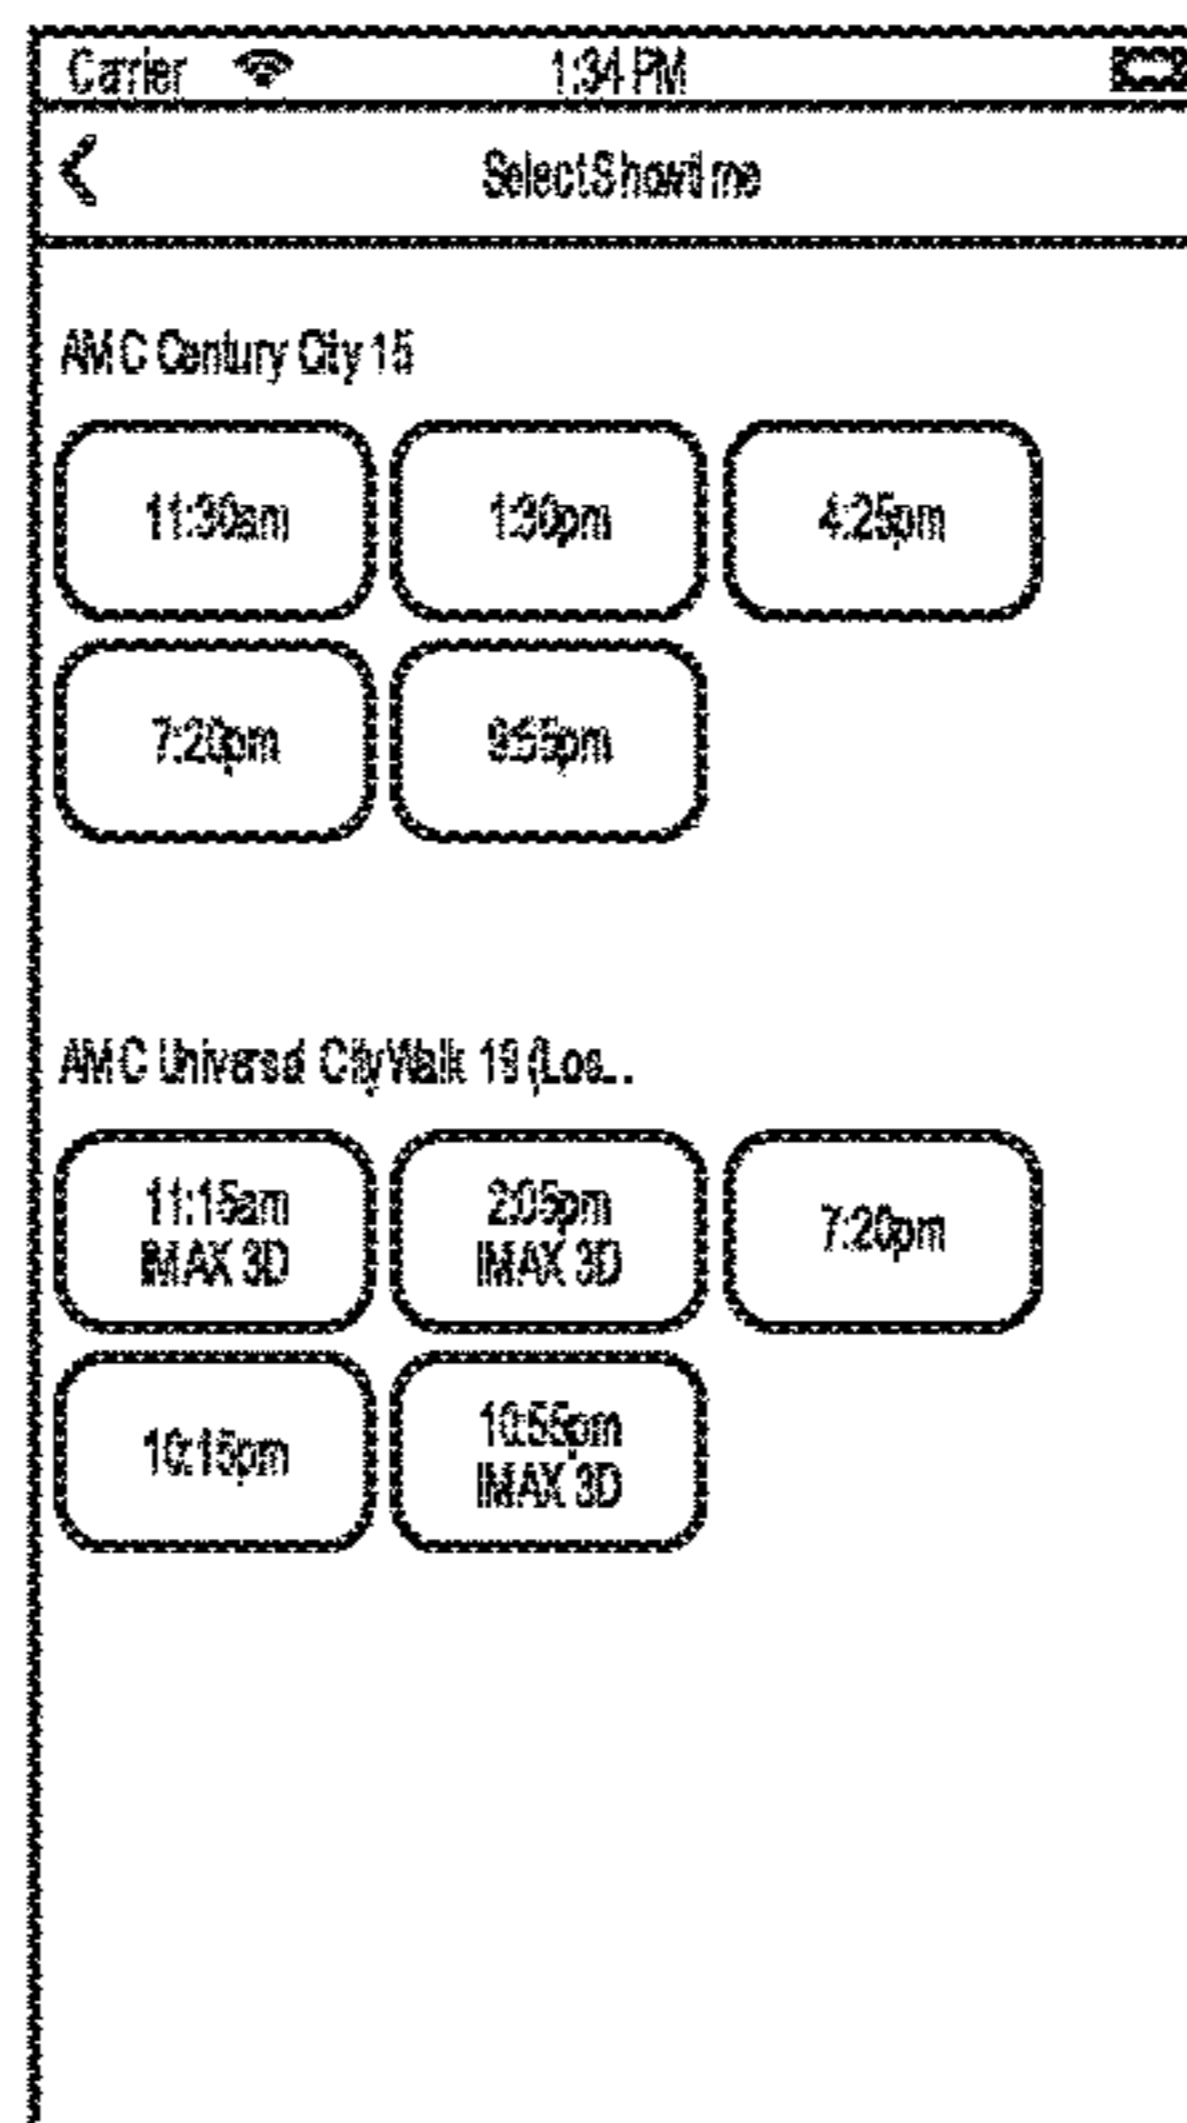 Carrier 1:34 PM
Select Showtime
AMC Century City 15
11:30am 1:30pm 4:25pm
7:20pm 9:55pm
AMC Universal CityWalk 19 (Los...
11:15am 2:05pm 7:20pm
IMAX 3D IMAX 3D
10:15pm 10:55pm
IMAX 3D